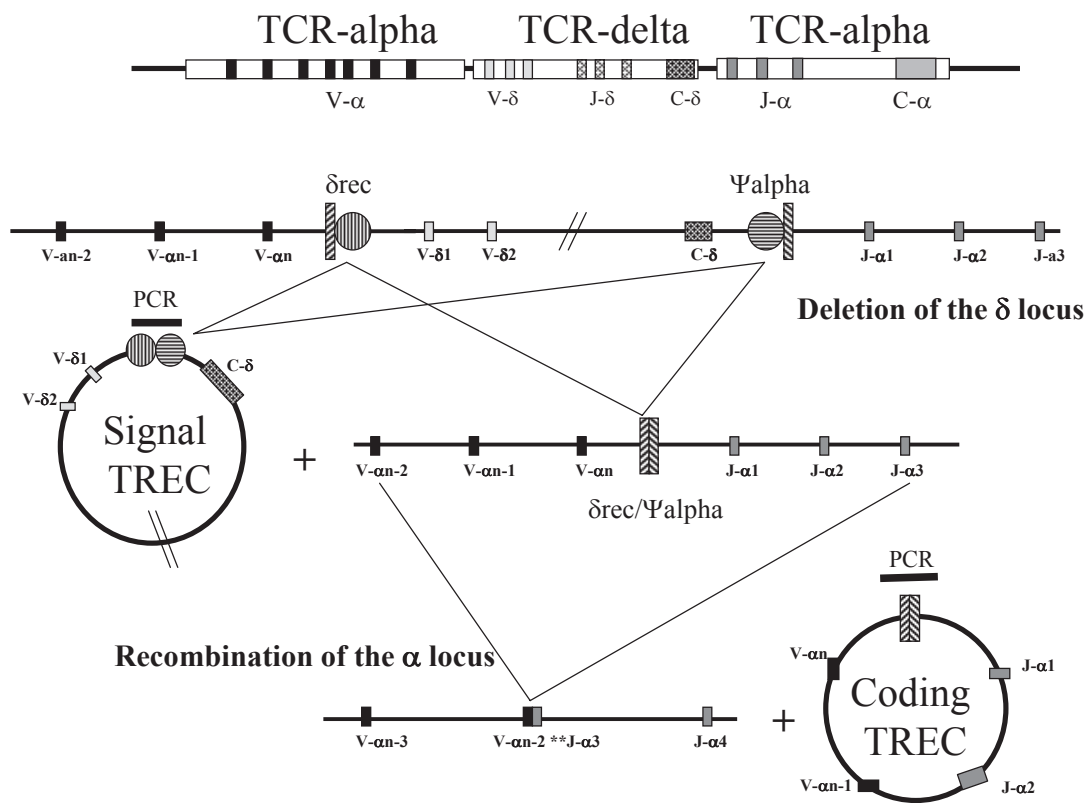 TCR-alpha TCR-delta TCR-alpha
V-α V-δ J-δ C-δ J-α C-α
δrec Ψalpha
V-an-2 V-αn-1 V-αn V-δ1 V-δ2 C-δ J-α1 J-α2 J-a3
Deletion of the δ locus
PCR
V-δ1 C-δ
V-δ2
Signal
TREC
+
V-αn-2 V-αn-1 V-αn J-α1 J-α2 J-α3
δrec/Ψalpha
PCR
Recombination of the α locus
V-αn J-α1
Coding
TREC
+
V-αn-3 V-αn-2 **J-α3 J-α4
V-αn-1 J-α2